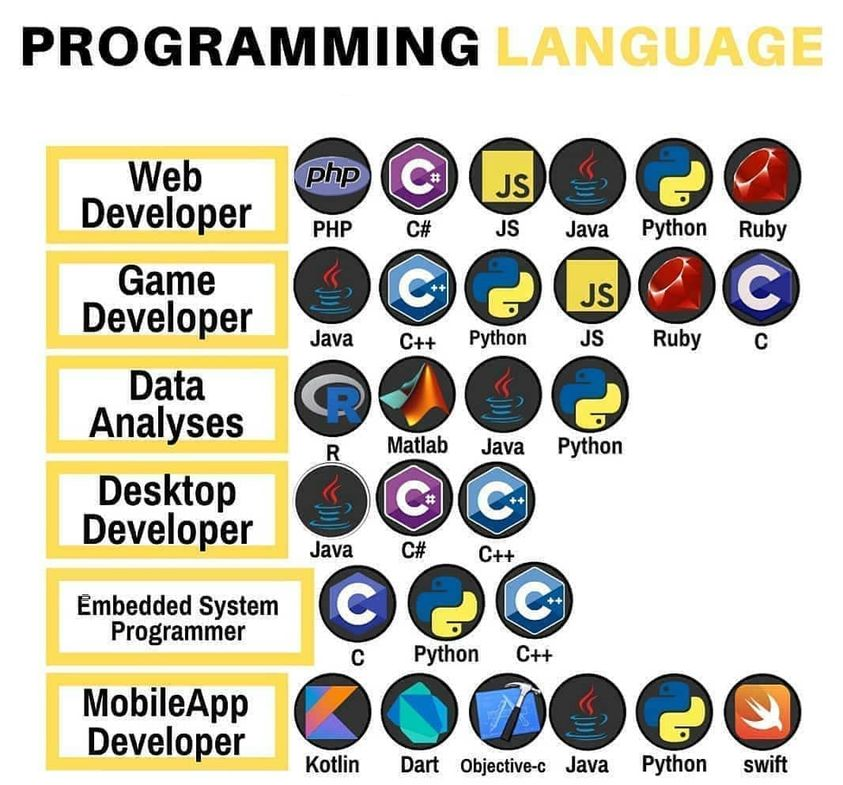 PROGRAMMING LANGUAGE
Web
Developer
php
C#
JS
PHP C# JS Java Python Ruby
Game
Developer
C++
JS
C
Java C++ Python JS Ruby C
Data
Analyses
R
R Matlab Java Python
Desktop
Developer
C#
C++
Java C# C++
Embedded System
Programmer
C
C++
C Python C++
MobileApp
Developer
Kotlin Dart Objective-c Java Python swift